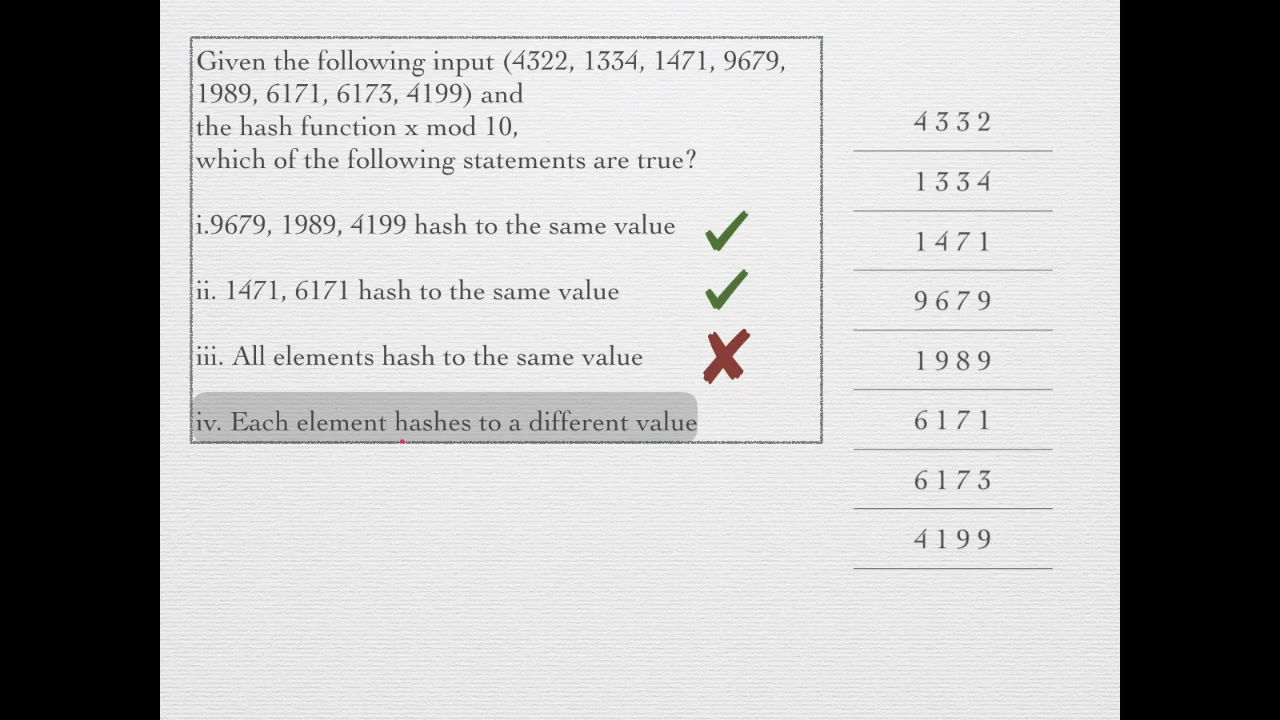 Given the following input (4322, 1334, 1471, 9679,
1989, 6171, 6173, 4199) and
the hash function x mod 10,
which of the following statements are true?
i.9679, 1989, 4199 hash to the same value
ii. 1471, 6171 hash to the same value
iii. All elements hash to the same value
iv. Each element hashes to a different value
4 3 3 2
1 3 3 4
1 4 7 1
9 6 7 9
1 9 8 9
6 1 7 1
6 1 7 3
4 1 9 9